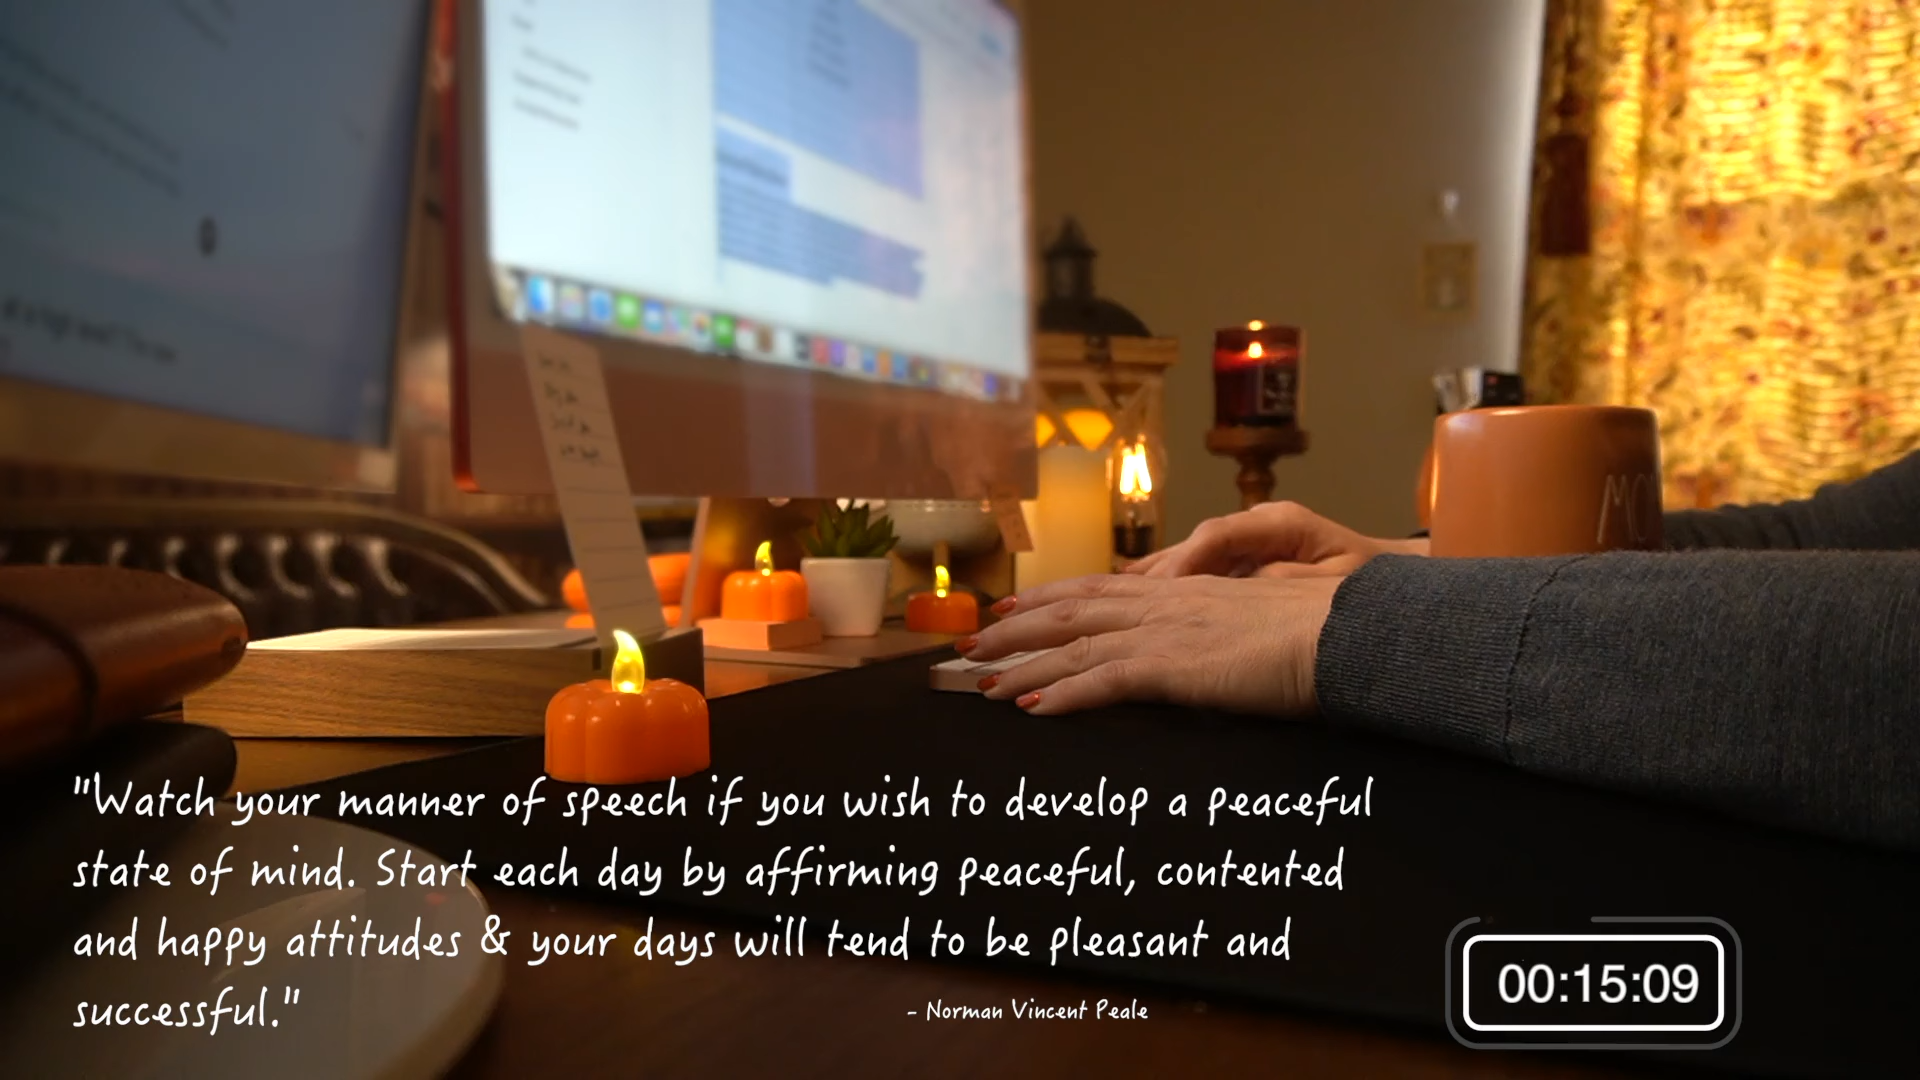 "Watch your manner of speech if you wish to develop a peaceful
state of mind. Start each day by affirming peaceful, contented
and happy attitudes & your days will tend to be pleasant and
successful."
- Norman Vincent Peale
00:15:09